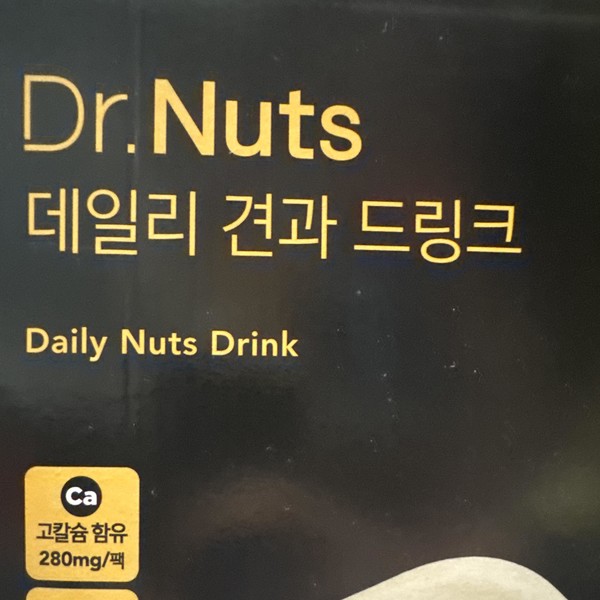 Dr.Nuts
데일리 견과 드링크
Daily Nuts Drink
Ca
고칼슘 함유
280mg/팩